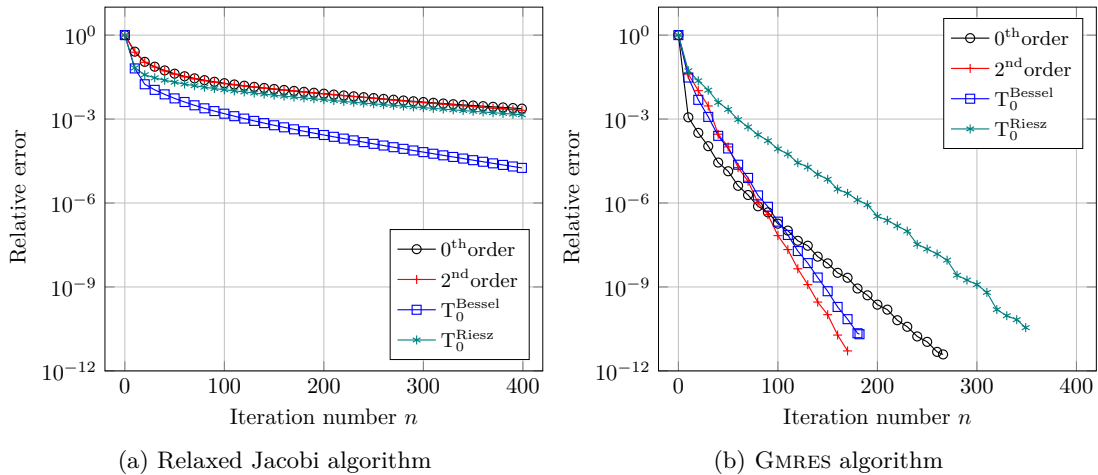 10^0
10^-3
10^-6
10^-9
10^-12
0
100
200
300
400
Relative error
Iteration number n
0^th order
2^nd order
T_0^Bessel
T_0^Riesz
(a) Relaxed Jacobi algorithm
10^0
10^-3
10^-6
10^-9
10^-12
0
100
200
300
400
Relative error
Iteration number n
0^th order
2^nd order
T_0^Bessel
T_0^Riesz
(b) GMRES algorithm